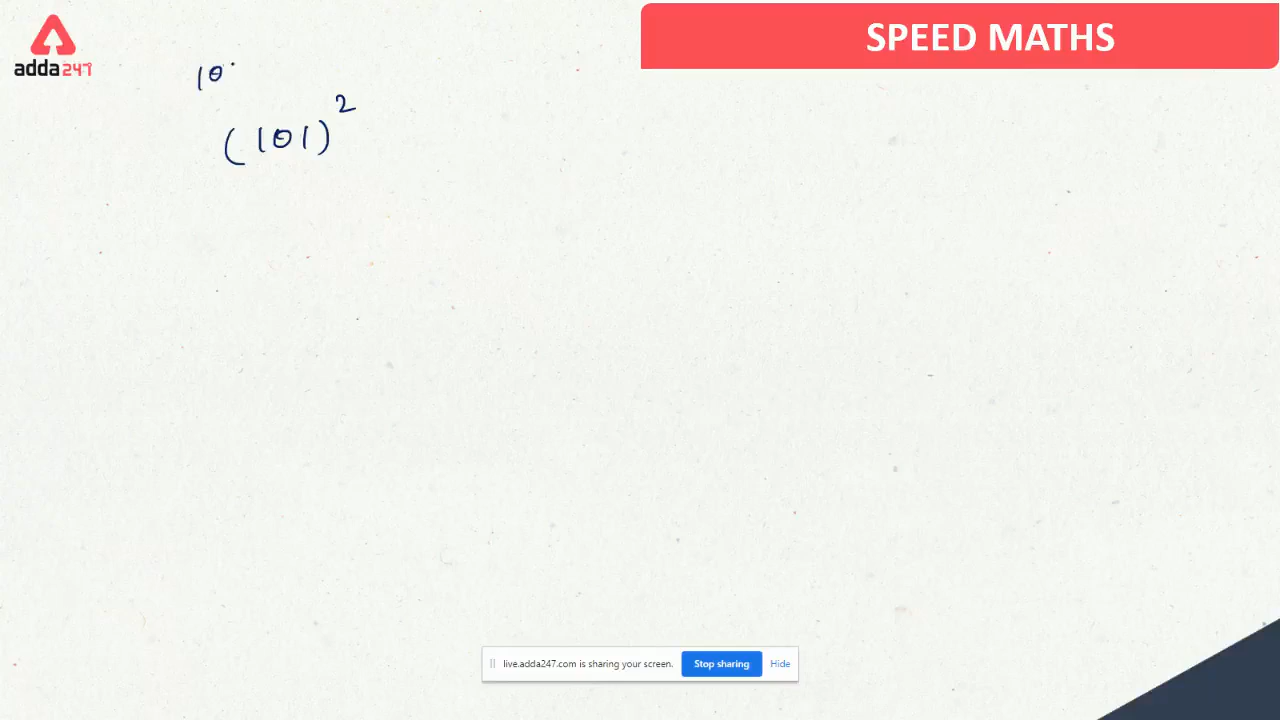 SPEED MATHS
adda247
10
(101)²
live.adda247.com is sharing your screen. Stop sharing Hide